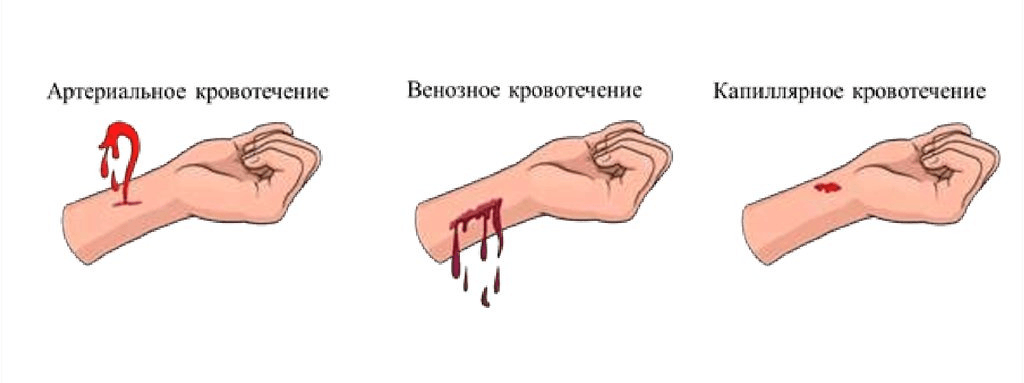 Артериальное кровотечение
Венозное кровотечение
Капиллярное кровотечение